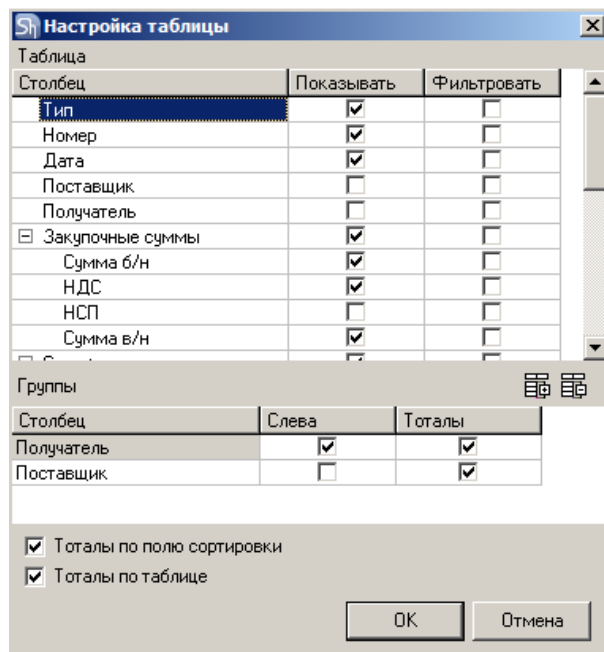 Sh Настройка таблицы
Таблица
Столбец Показывать Фильтровать
Тип
Номер
Дата
Поставщик
Получатель
Закупочные суммы
Сумма б/н
НДС
НСП
Сумма в/н
Группы
Столбец Слева Тоталы
Получатель
Поставщик
Тоталы по полю сортировки
Тоталы по таблице
OK Отмена